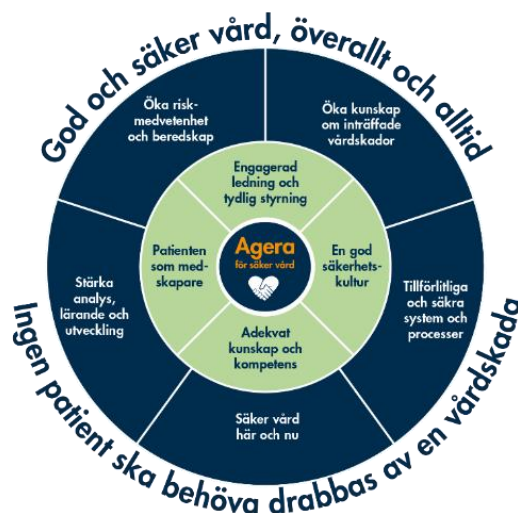 God och säker vård, överallt och alltid
Öka risk-
medvetenhet
och beredskap
Öka kunskap
om inträffade
vårdskador
Engagerad
ledning och
tydlig styrning
Patienten
som med-
skapare
Agera
för säker vård
En god
säkerhets-
kultur
Stärka
analys,
lärande och
utveckling
Tillförlitliga
och säkra
system och
processer
Adekvat
kunskap och
kompetens
Säker vård
här och nu
Ingen patient ska behöva drabbas av en vårdskada